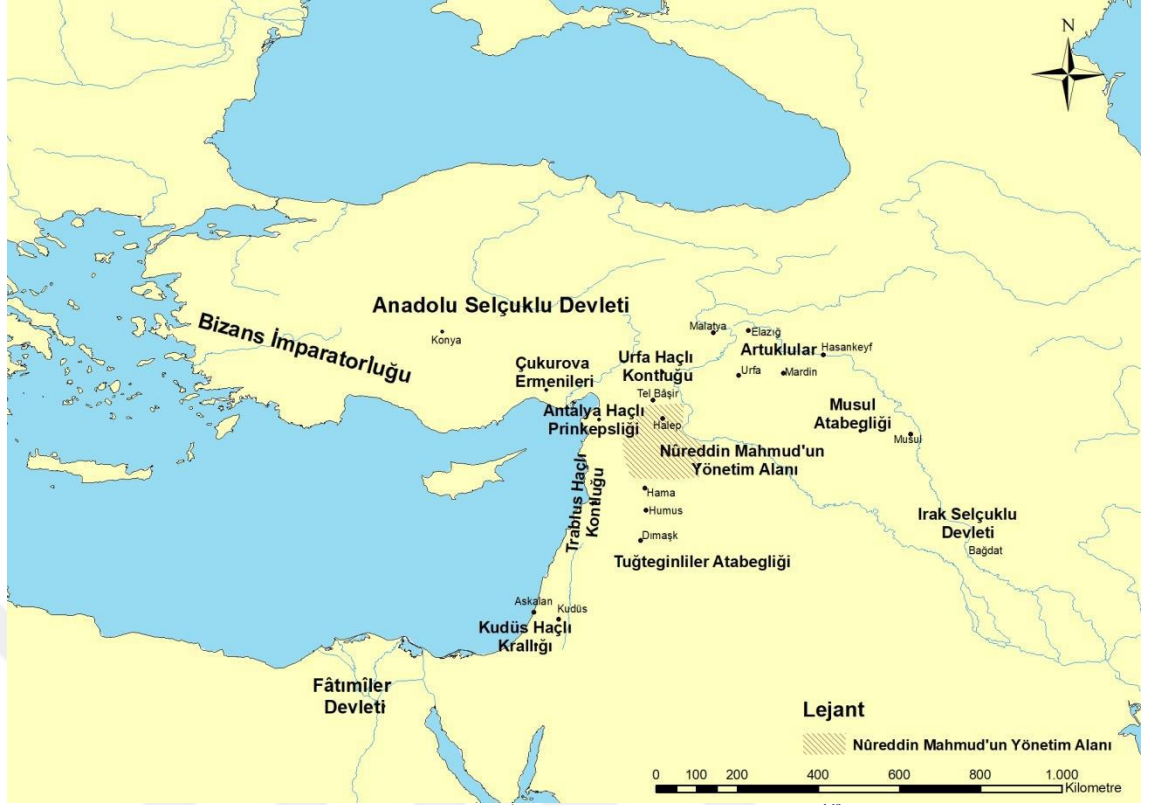 N
Anadolu Selçuklu Devleti
Bizans İmparatorluğu
Konya
Malatya
Elazığ
Artuklular
Hasankeyf
Urfa Haçlı
Kontluğu
Urfa
Mardin
Çukurova
Ermenileri
Tel Bâşir
Antalya Haçlı
Prinkepsliği
Halep
Musul
Atabegliği
Musul
Nûreddin Mahmud'un
Yönetim Alanı
Trablus Haçlı
Kontluğu
Hama
Humus
Dımaşk
Tuğteginliler Atabegliği
Irak Selçuklu
Devleti
Bağdat
Askalan
Kudüs
Kudüs Haçlı
Krallığı
Fâtımîler
Devleti
Lejant
Nûreddin Mahmud'un Yönetim Alanı
0 100 200 400 600 800 1.000
Kilometre